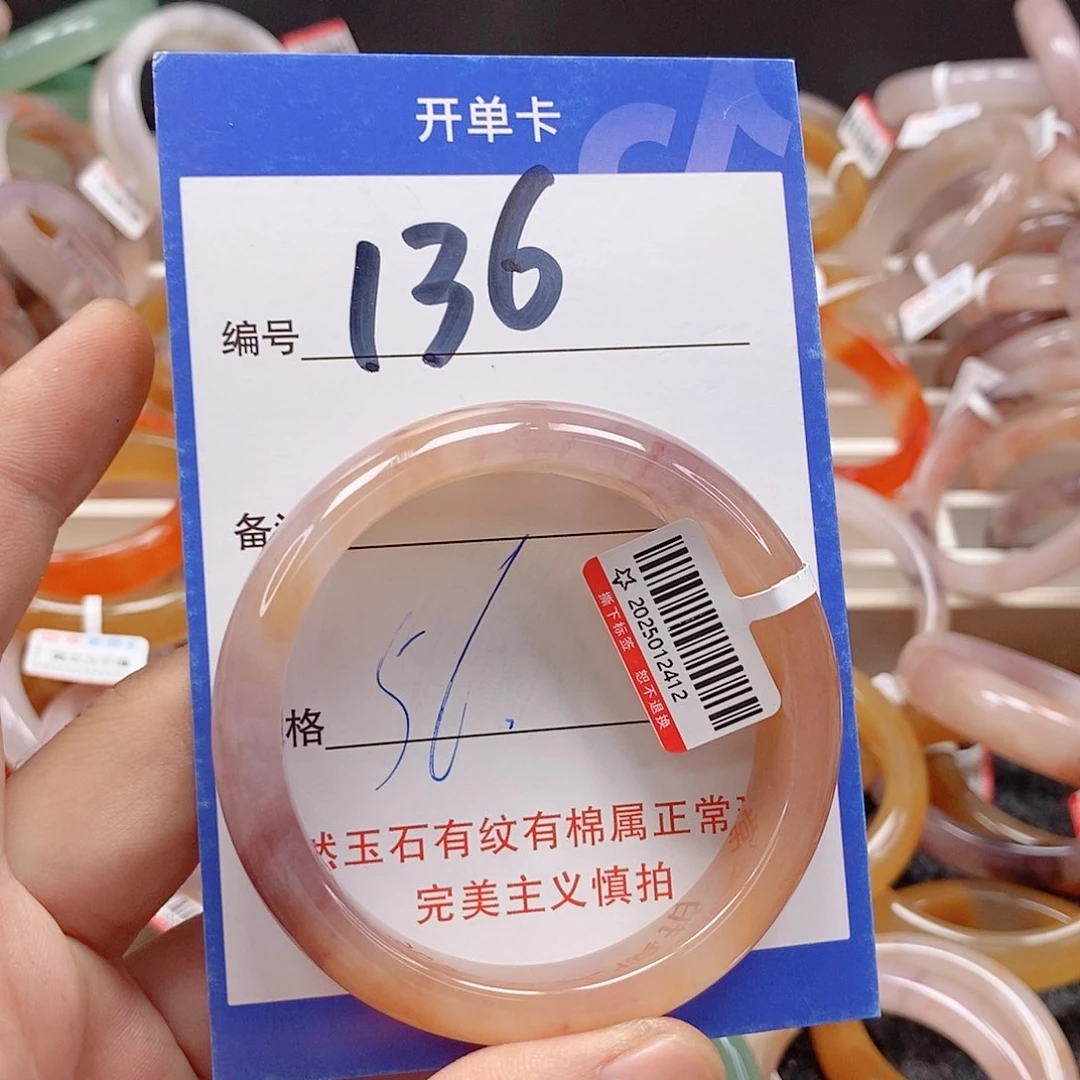 开单卡
编号 136
备
格 56.
☆ 2025012412
撕下标签 恕不退换
然玉石有纹有棉属正常
完美主义慎拍